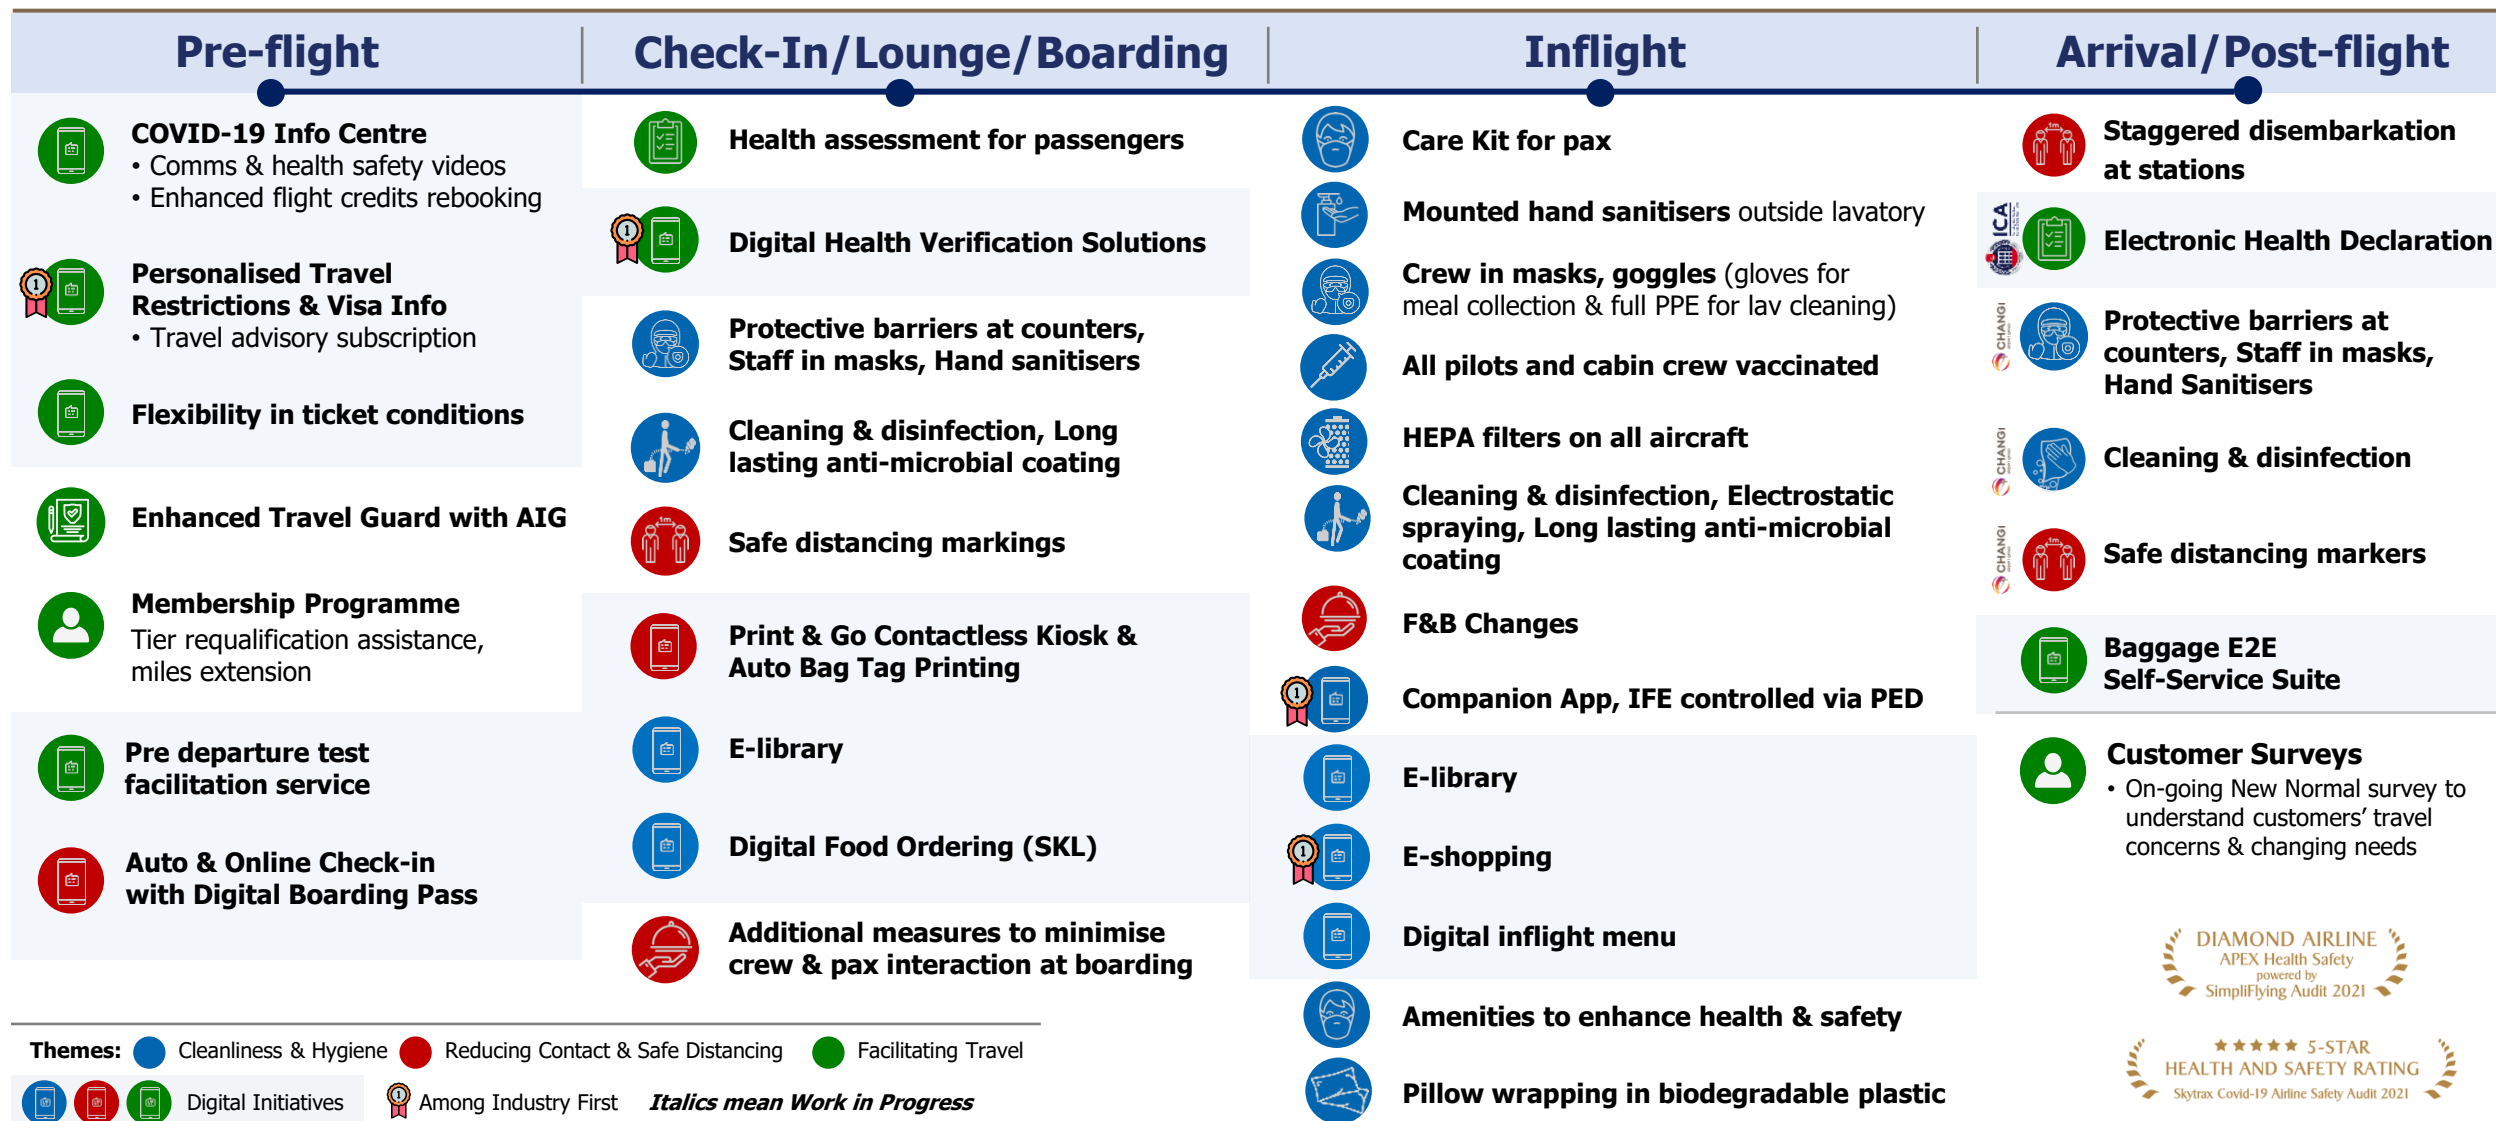 Pre-flight
Check-In/Lounge/Boarding
Inflight
Arrival/Post-flight
COVID-19 Info Centre
• Comms & health safety videos
• Enhanced flight credits rebooking
Personalised Travel
Restrictions & Visa Info
• Travel advisory subscription
Flexibility in ticket conditions
Enhanced Travel Guard with AIG
Membership Programme
Tier requalification assistance,
miles extension
Pre departure test
facilitation service
Auto & Online Check-in
with Digital Boarding Pass
Health assessment for passengers
1
Digital Health Verification Solutions
Protective barriers at counters,
Staff in masks, Hand sanitisers
Cleaning & disinfection, Long
lasting anti-microbial coating
1m
Safe distancing markings
Print & Go Contactless Kiosk &
Auto Bag Tag Printing
E-library
Digital Food Ordering (SKL)
Additional measures to minimise
crew & pax interaction at boarding
Care Kit for pax
Mounted hand sanitisers outside lavatory
Crew in masks, goggles (gloves for
meal collection & full PPE for lav cleaning)
All pilots and cabin crew vaccinated
HEPA filters on all aircraft
Cleaning & disinfection, Electrostatic
spraying, Long lasting anti-microbial
coating
F&B Changes
1
Companion App, IFE controlled via PED
E-library
1
E-shopping
Digital inflight menu
Amenities to enhance health & safety
Pillow wrapping in biodegradable plastic
1m
Staggered disembarkation
at stations
ICA
Electronic Health Declaration
CHANGI
Protective barriers at
counters, Staff in masks,
Hand Sanitisers
CHANGI
Cleaning & disinfection
CHANGI
1m
Safe distancing markers
Baggage E2E
Self-Service Suite
Customer Surveys
• On-going New Normal survey to
understand customers' travel
concerns & changing needs
DIAMOND AIRLINE
APEX Health Safety
powered by
SimpliFlying Audit 2021
★★★★★ 5-STAR
HEALTH AND SAFETY RATING
Skytrax Covid-19 Airline Safety Audit 2021
Themes: Cleanliness & Hygiene Reducing Contact & Safe Distancing Facilitating Travel
Digital Initiatives 1 Among Industry First Italics mean Work in Progress